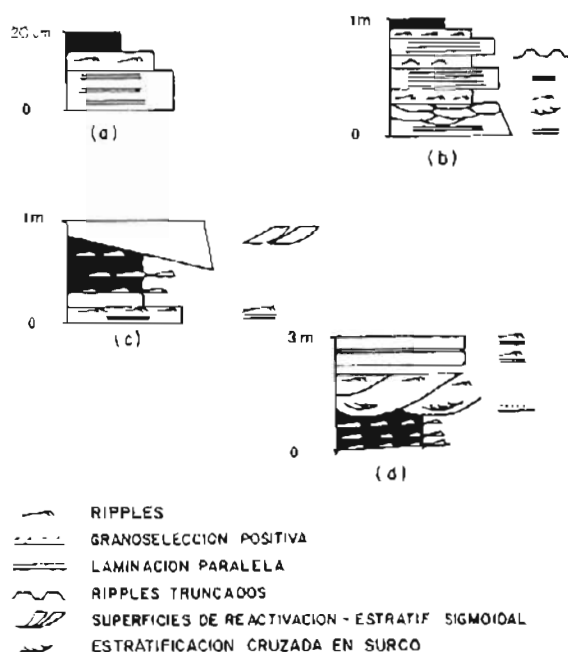 20 cm
0
(a)
1m
0
(b)
1m
0
(c)
3m
0
(d)
RIPPLES
GRANOSELECCION POSITIVA
LAMINACION PARALELA
RIPPLES TRUNCADOS
SUPERFICIES DE REACTIVACION - ESTRATIF SIGMOIDAL
ESTRATIFICACION CRUZADA EN SURCO